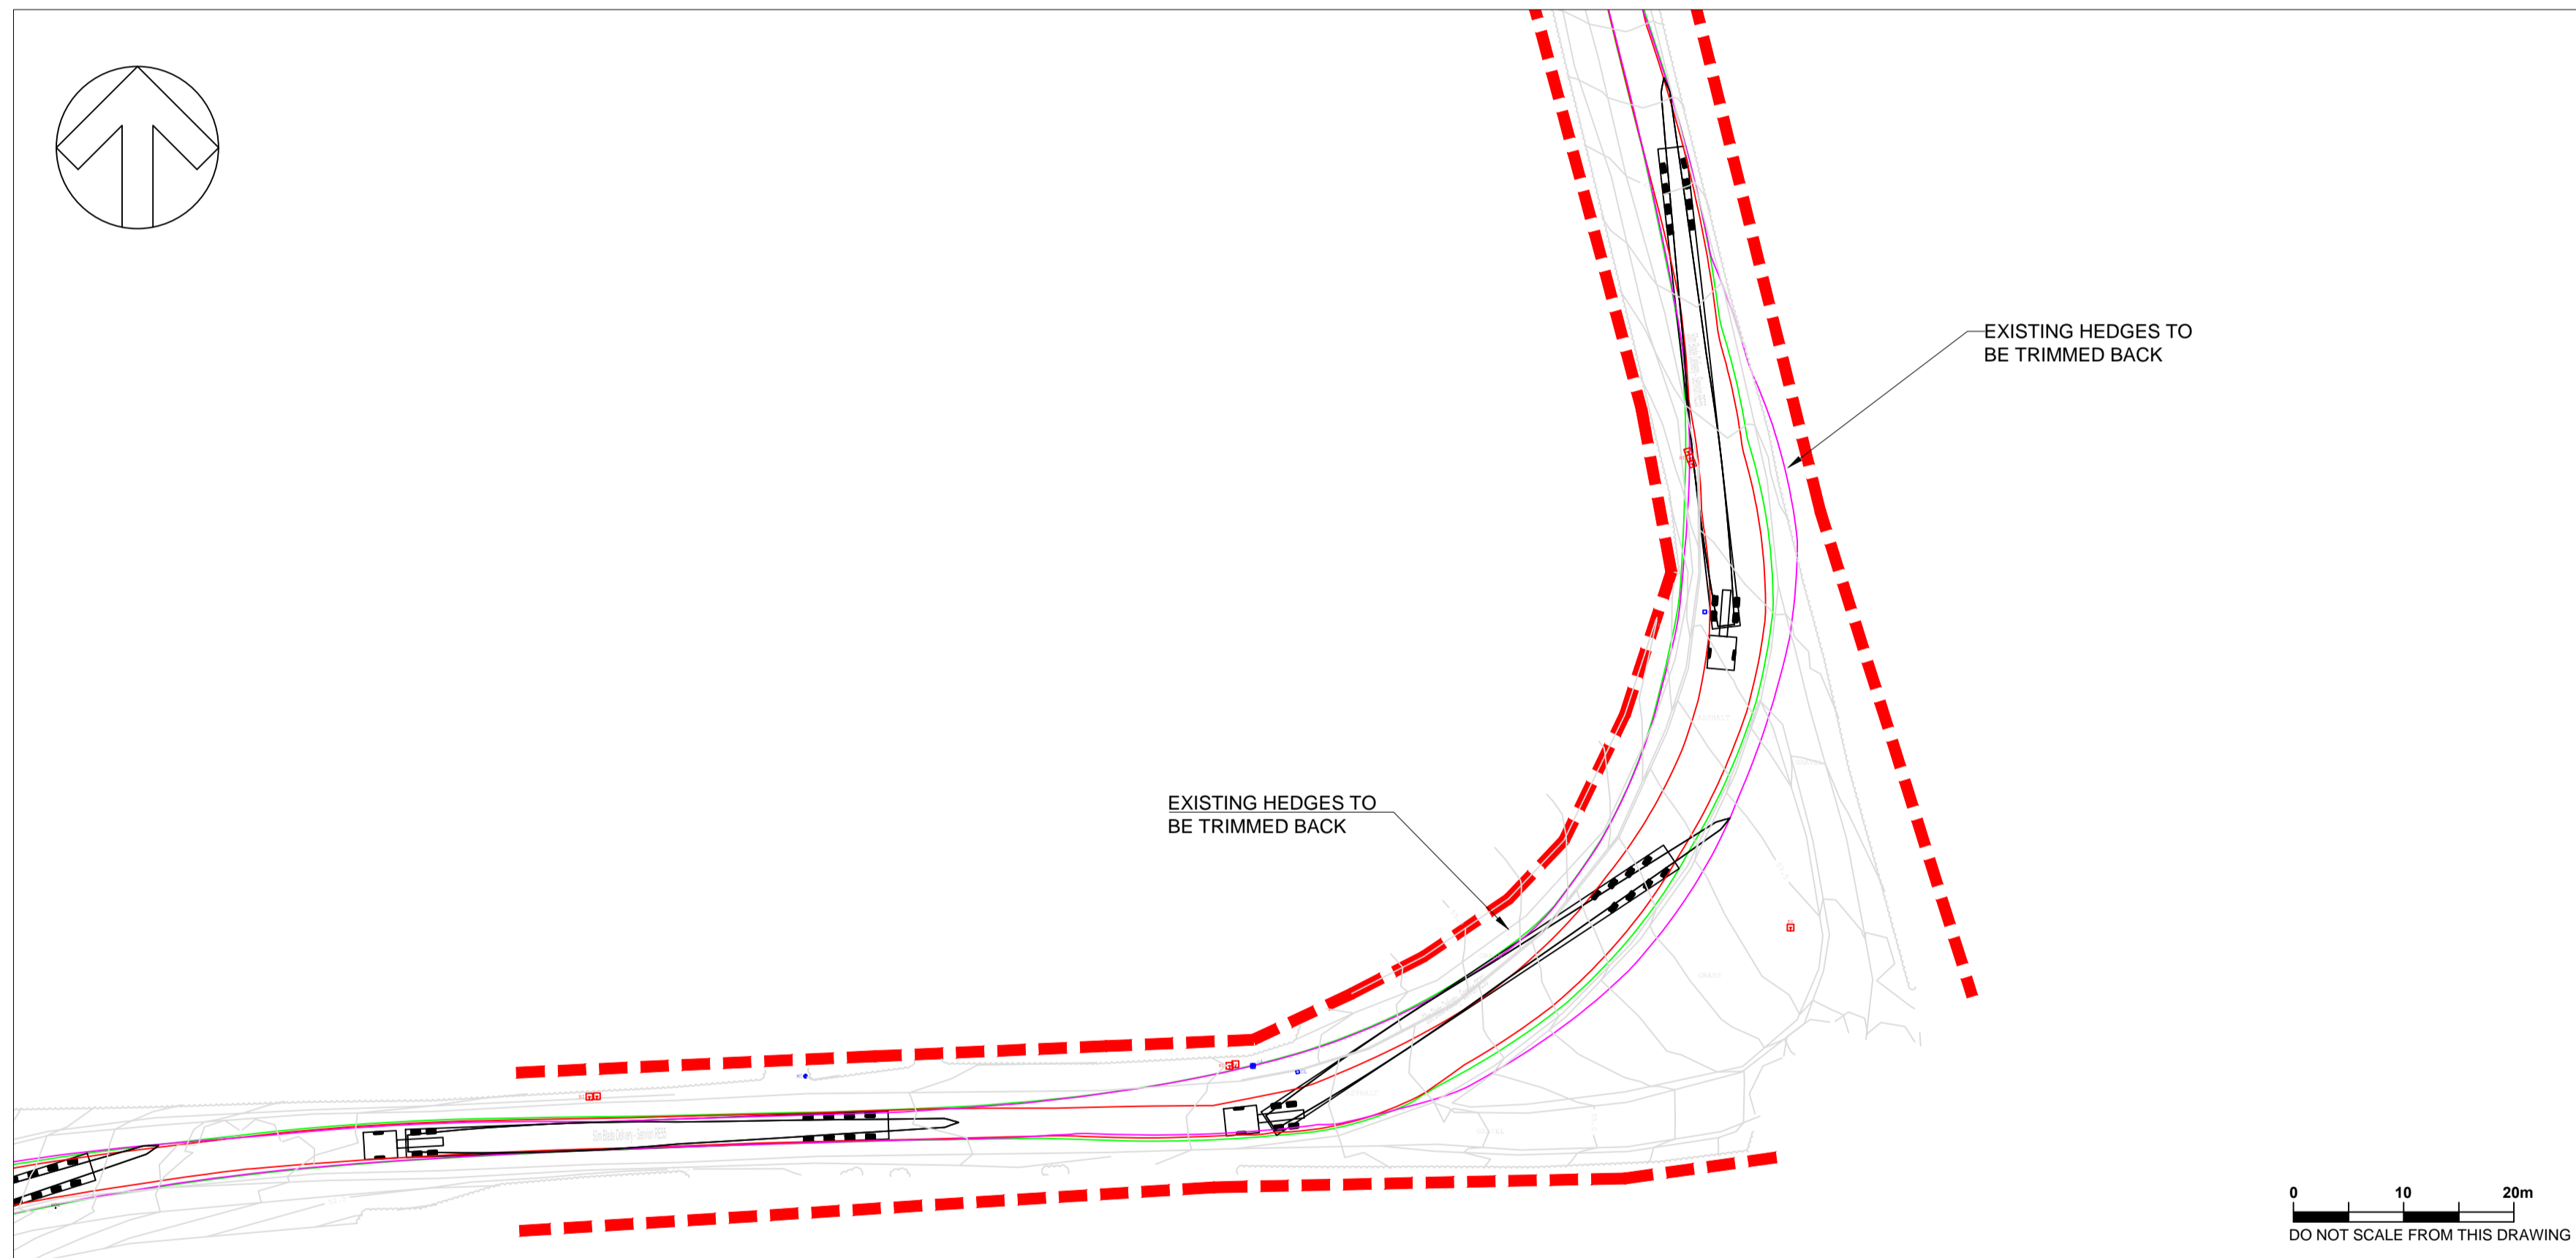 EXISTING HEDGES TO
BE TRIMMED BACK
EXISTING HEDGES TO
BE TRIMMED BACK
0 10 20m
DO NOT SCALE FROM THIS DRAWING